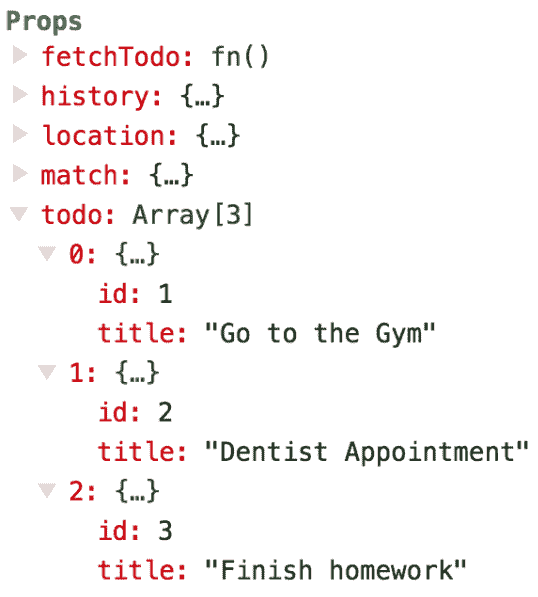 Props
fetchTodo: fn()
history: {…}
location: {…}
match: {…}
todo: Array[3]
0: {…}
id: 1
title: "Go to the Gym"
1: {…}
id: 2
title: "Dentist Appointment"
2: {…}
id: 3
title: "Finish homework"